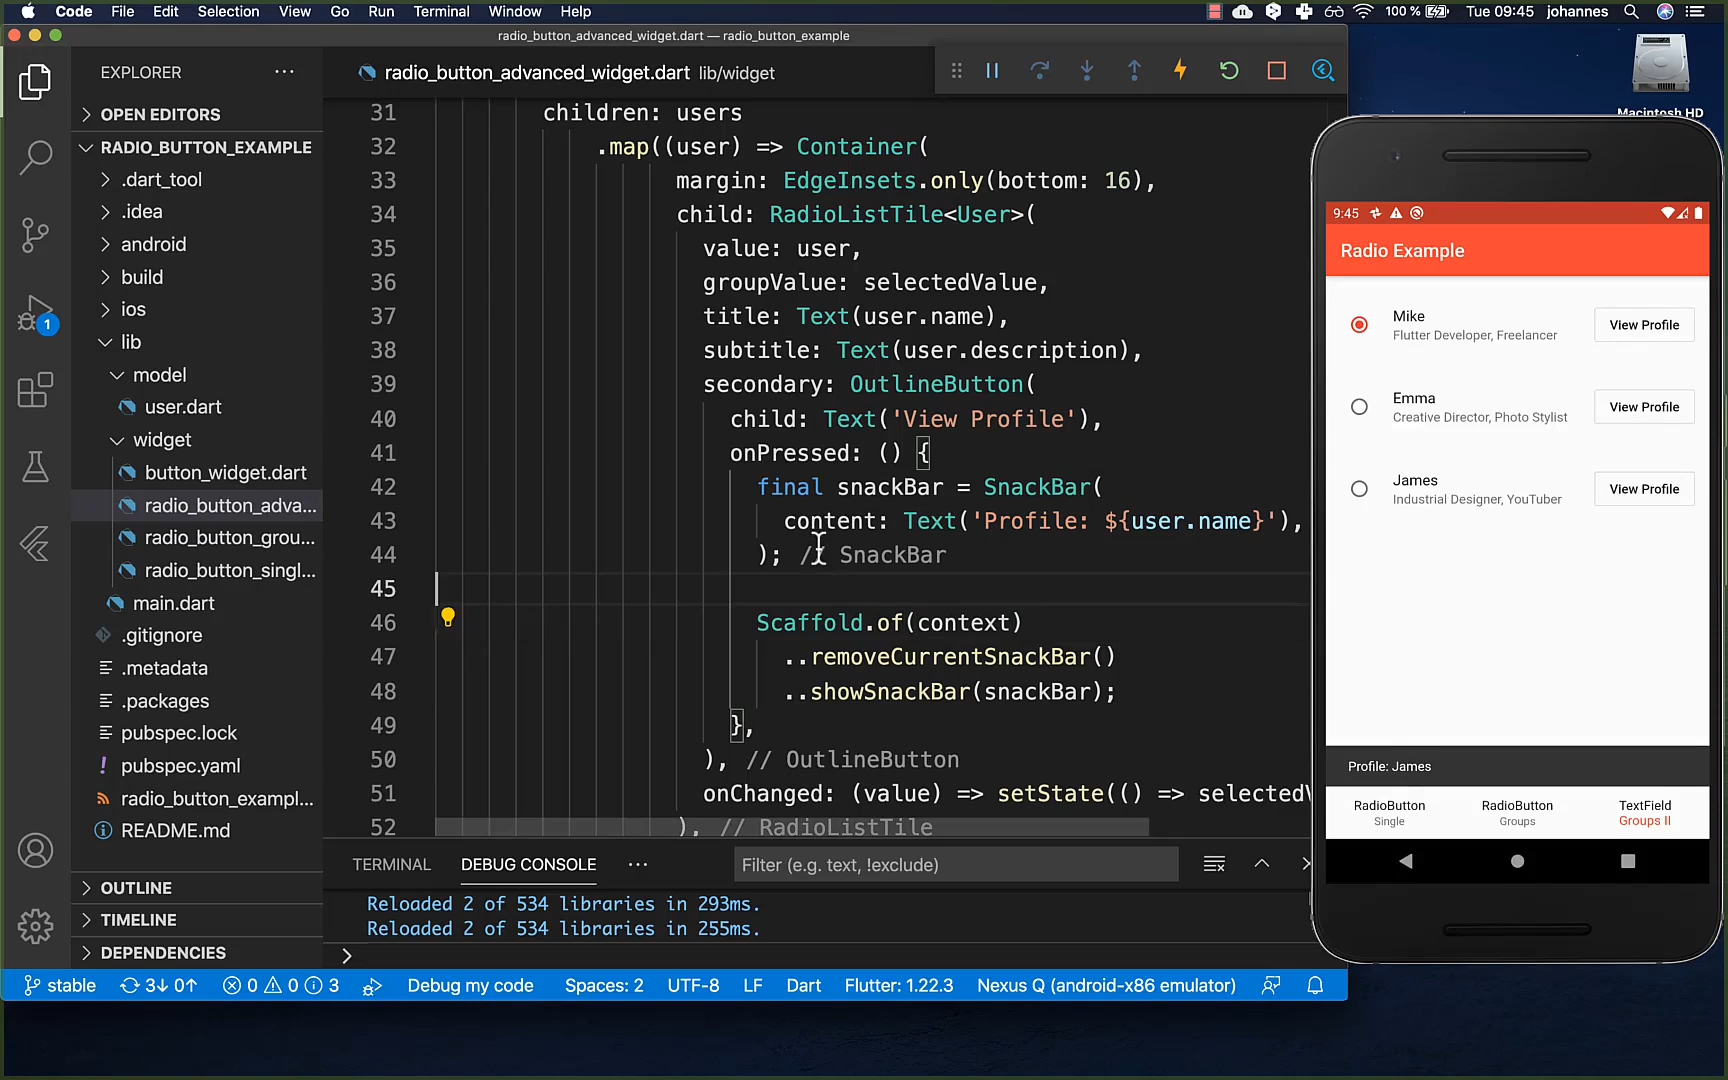 Code File Edit Selection View Go Run Terminal Window Help
100 % Tue 09:45 johannes
radio_button_advanced_widget.dart — radio_button_example
Macintosh HD
EXPLORER
OPEN EDITORS
RADIO_BUTTON_EXAMPLE
.dart_tool
.idea
android
build
ios
lib
model
user.dart
widget
button_widget.dart
radio_button_adva...
radio_button_grou...
radio_button_singl...
main.dart
.gitignore
.metadata
.packages
pubspec.lock
pubspec.yaml
radio_button_exampl...
README.md
OUTLINE
TIMELINE
DEPENDENCIES
1
radio_button_advanced_widget.dart lib/widget
31 children: users
32 .map((user) => Container(
33 margin: EdgeInsets.only(bottom: 16),
34 child: RadioListTile<User>(
35 value: user,
36 groupValue: selectedValue,
37 title: Text(user.name),
38 subtitle: Text(user.description),
39 secondary: OutlineButton(
40 child: Text('View Profile'),
41 onPressed: () {
42 final snackBar = SnackBar(
43 content: Text('Profile: ${user.name}'),
44 ); // SnackBar
45
46 Scaffold.of(context)
47 ..removeCurrentSnackBar()
48 ..showSnackBar(snackBar);
49 },
50 ), // OutlineButton
51 onChanged: (value) => setState(() => selectedV
52 ), // RadioListTile
TERMINAL DEBUG CONSOLE ··· Filter (e.g. text, !exclude)
Reloaded 2 of 534 libraries in 293ms.
Reloaded 2 of 534 libraries in 255ms.
stable 3↓ 0↑ 0 0 3 Debug my code Spaces: 2 UTF-8 LF Dart Flutter: 1.22.3 Nexus Q (android-x86 emulator)
9:45
Radio Example
Mike
Flutter Developer, Freelancer
View Profile
Emma
Creative Director, Photo Stylist
View Profile
James
Industrial Designer, YouTuber
View Profile
Profile: James
RadioButton
Single
RadioButton
Groups
TextField
Groups II